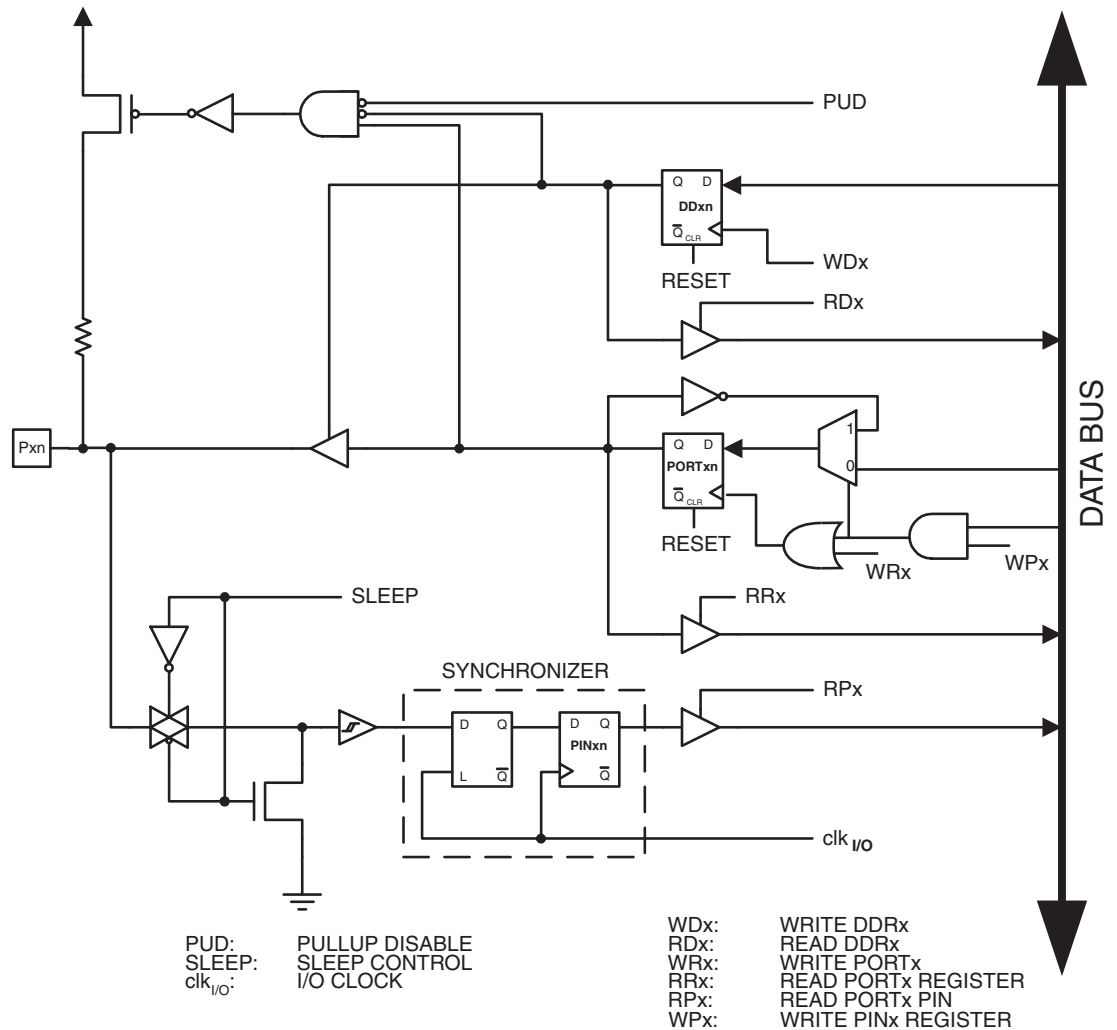 PUD
Q D
DDxn
Q CLR
WDx
RESET
RDx
1
Pxn
Q D
0
PORTxn
Q CLR
RESET
WRx
WPx
DATA BUS
SLEEP
RRx
SYNCHRONIZER
RPx
D Q
D Q
PINxn
L Q
Q
clk I/O
PUD: PULLUP DISABLE
SLEEP: SLEEP CONTROL
clkI/O: I/O CLOCK
WDx: WRITE DDRx
RDx: READ DDRx
WRx: WRITE PORTx
RRx: READ PORTx REGISTER
RPx: READ PORTx PIN
WPx: WRITE PINx REGISTER